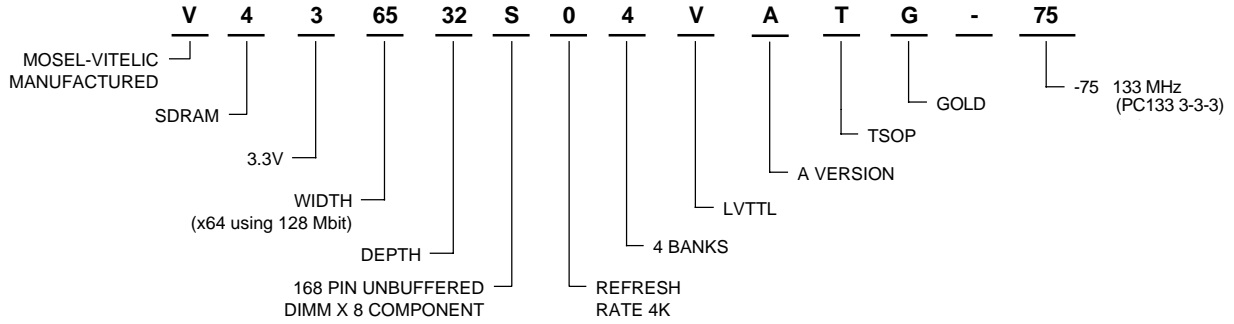 V 4 3 65 32 S 0 4 V A T G - 75
MOSEL-VITELIC
MANUFACTURED
SDRAM
3.3V
WIDTH
(x64 using 128 Mbit)
DEPTH
168 PIN UNBUFFERED
DIMM X 8 COMPONENT
REFRESH
RATE 4K
4 BANKS
LVTTL
A VERSION
TSOP
GOLD
-75 133 MHz
(PC133 3-3-3)